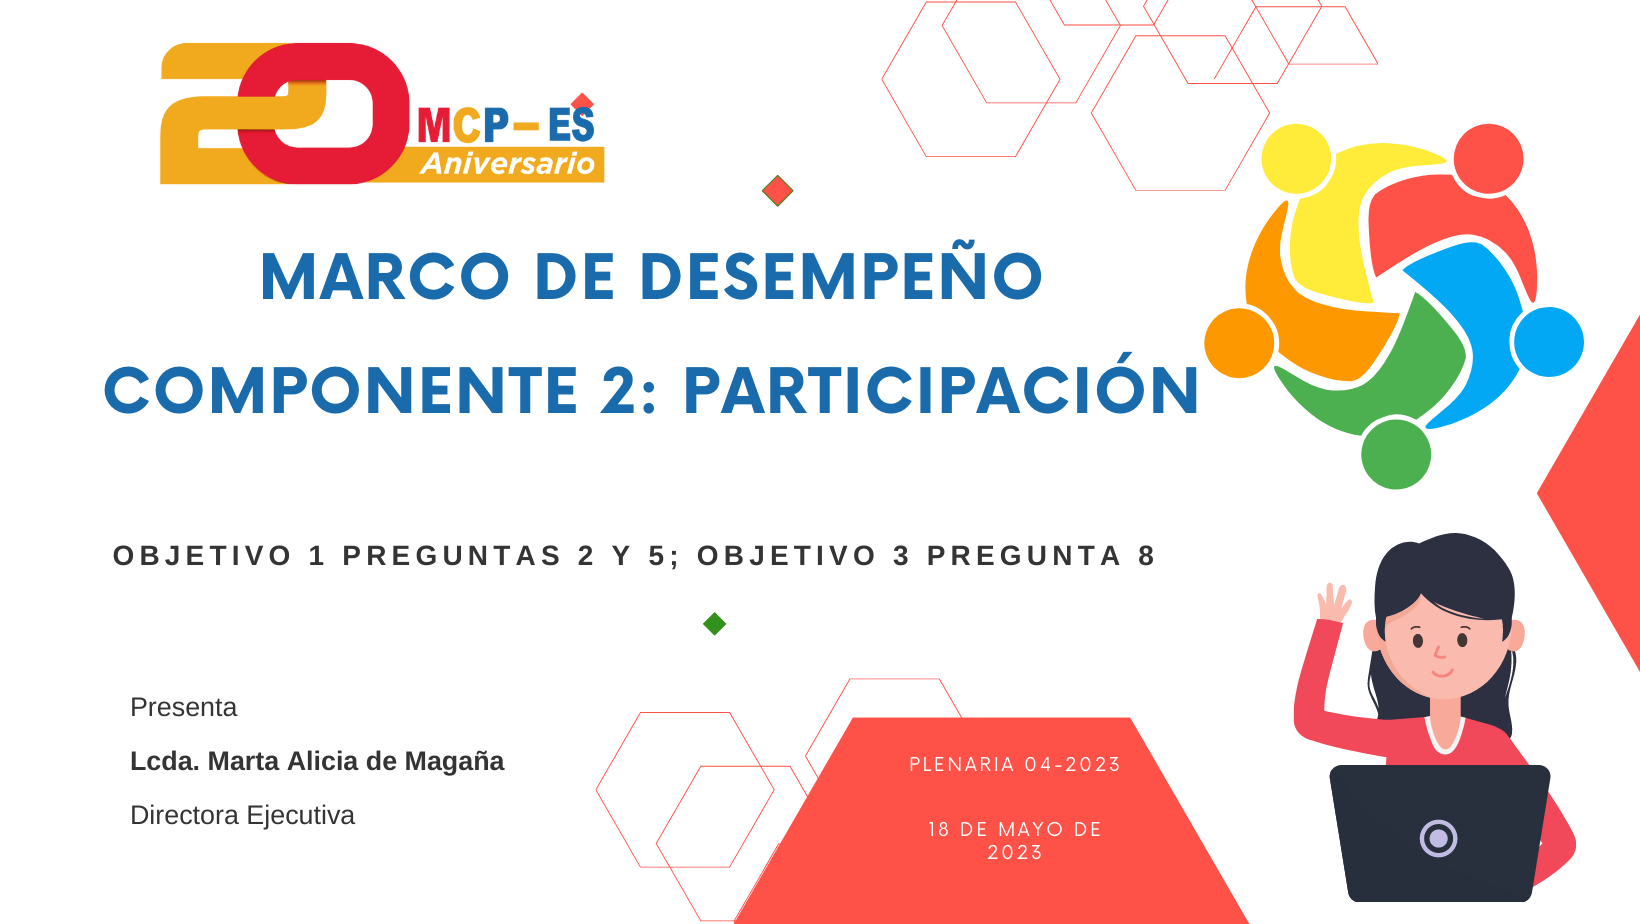 20
MCP-ES
Aniversario
MARCO DE DESEMPEÑO
COMPONENTE 2: PARTICIPACIÓN
OBJETIVO 1 PREGUNTAS 2 Y 5; OBJETIVO 3 PREGUNTA 8
Presenta
Lcda. Marta Alicia de Magaña
Directora Ejecutiva
PLENARIA 04-2023
18 DE MAYO DE
2023